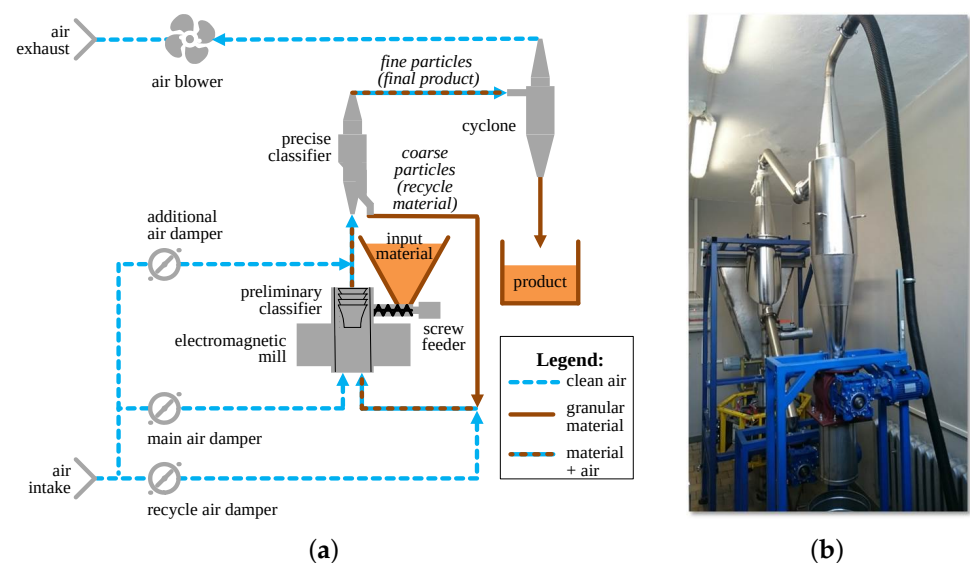 air
exhaust
air blower
fine particles
(final product)
cyclone
precise
classifier
coarse
particles
(recycle
material)
additional
air damper
input
material
preliminary
classifier
product
screw
feeder
electromagnetic
mill
Legend:
clean air
granular
material
material
+ air
main air damper
air
intake
recycle air damper
(a)
(b)